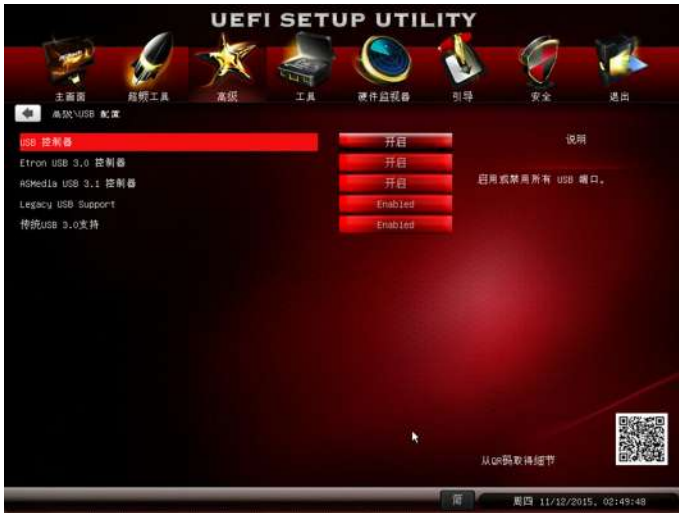 UEFI SETUP UTILITY
主画面 超频工具 高级 工具 硬件监视器 引导 安全 退出
高级\USB 配置
USB 控制器 开启 说明
Etron USB 3.0 控制器 开启
ASMedia USB 3.1 控制器 开启 启用或禁用所有 USB 端口。
Legacy USB Support Enabled
传统USB 3.0支持 Enabled
从QR码取得细节
简 周四 11/12/2015, 02:49:48